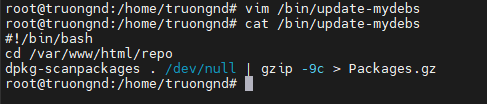 root@truongnd:/home/truongnd# vim /bin/update-mydebs
root@truongnd:/home/truongnd# cat /bin/update-mydebs
#!/bin/bash
cd /var/www/html/repo
dpkg-scanpackages . /dev/null | gzip -9c > Packages.gz
root@truongnd:/home/truongnd#